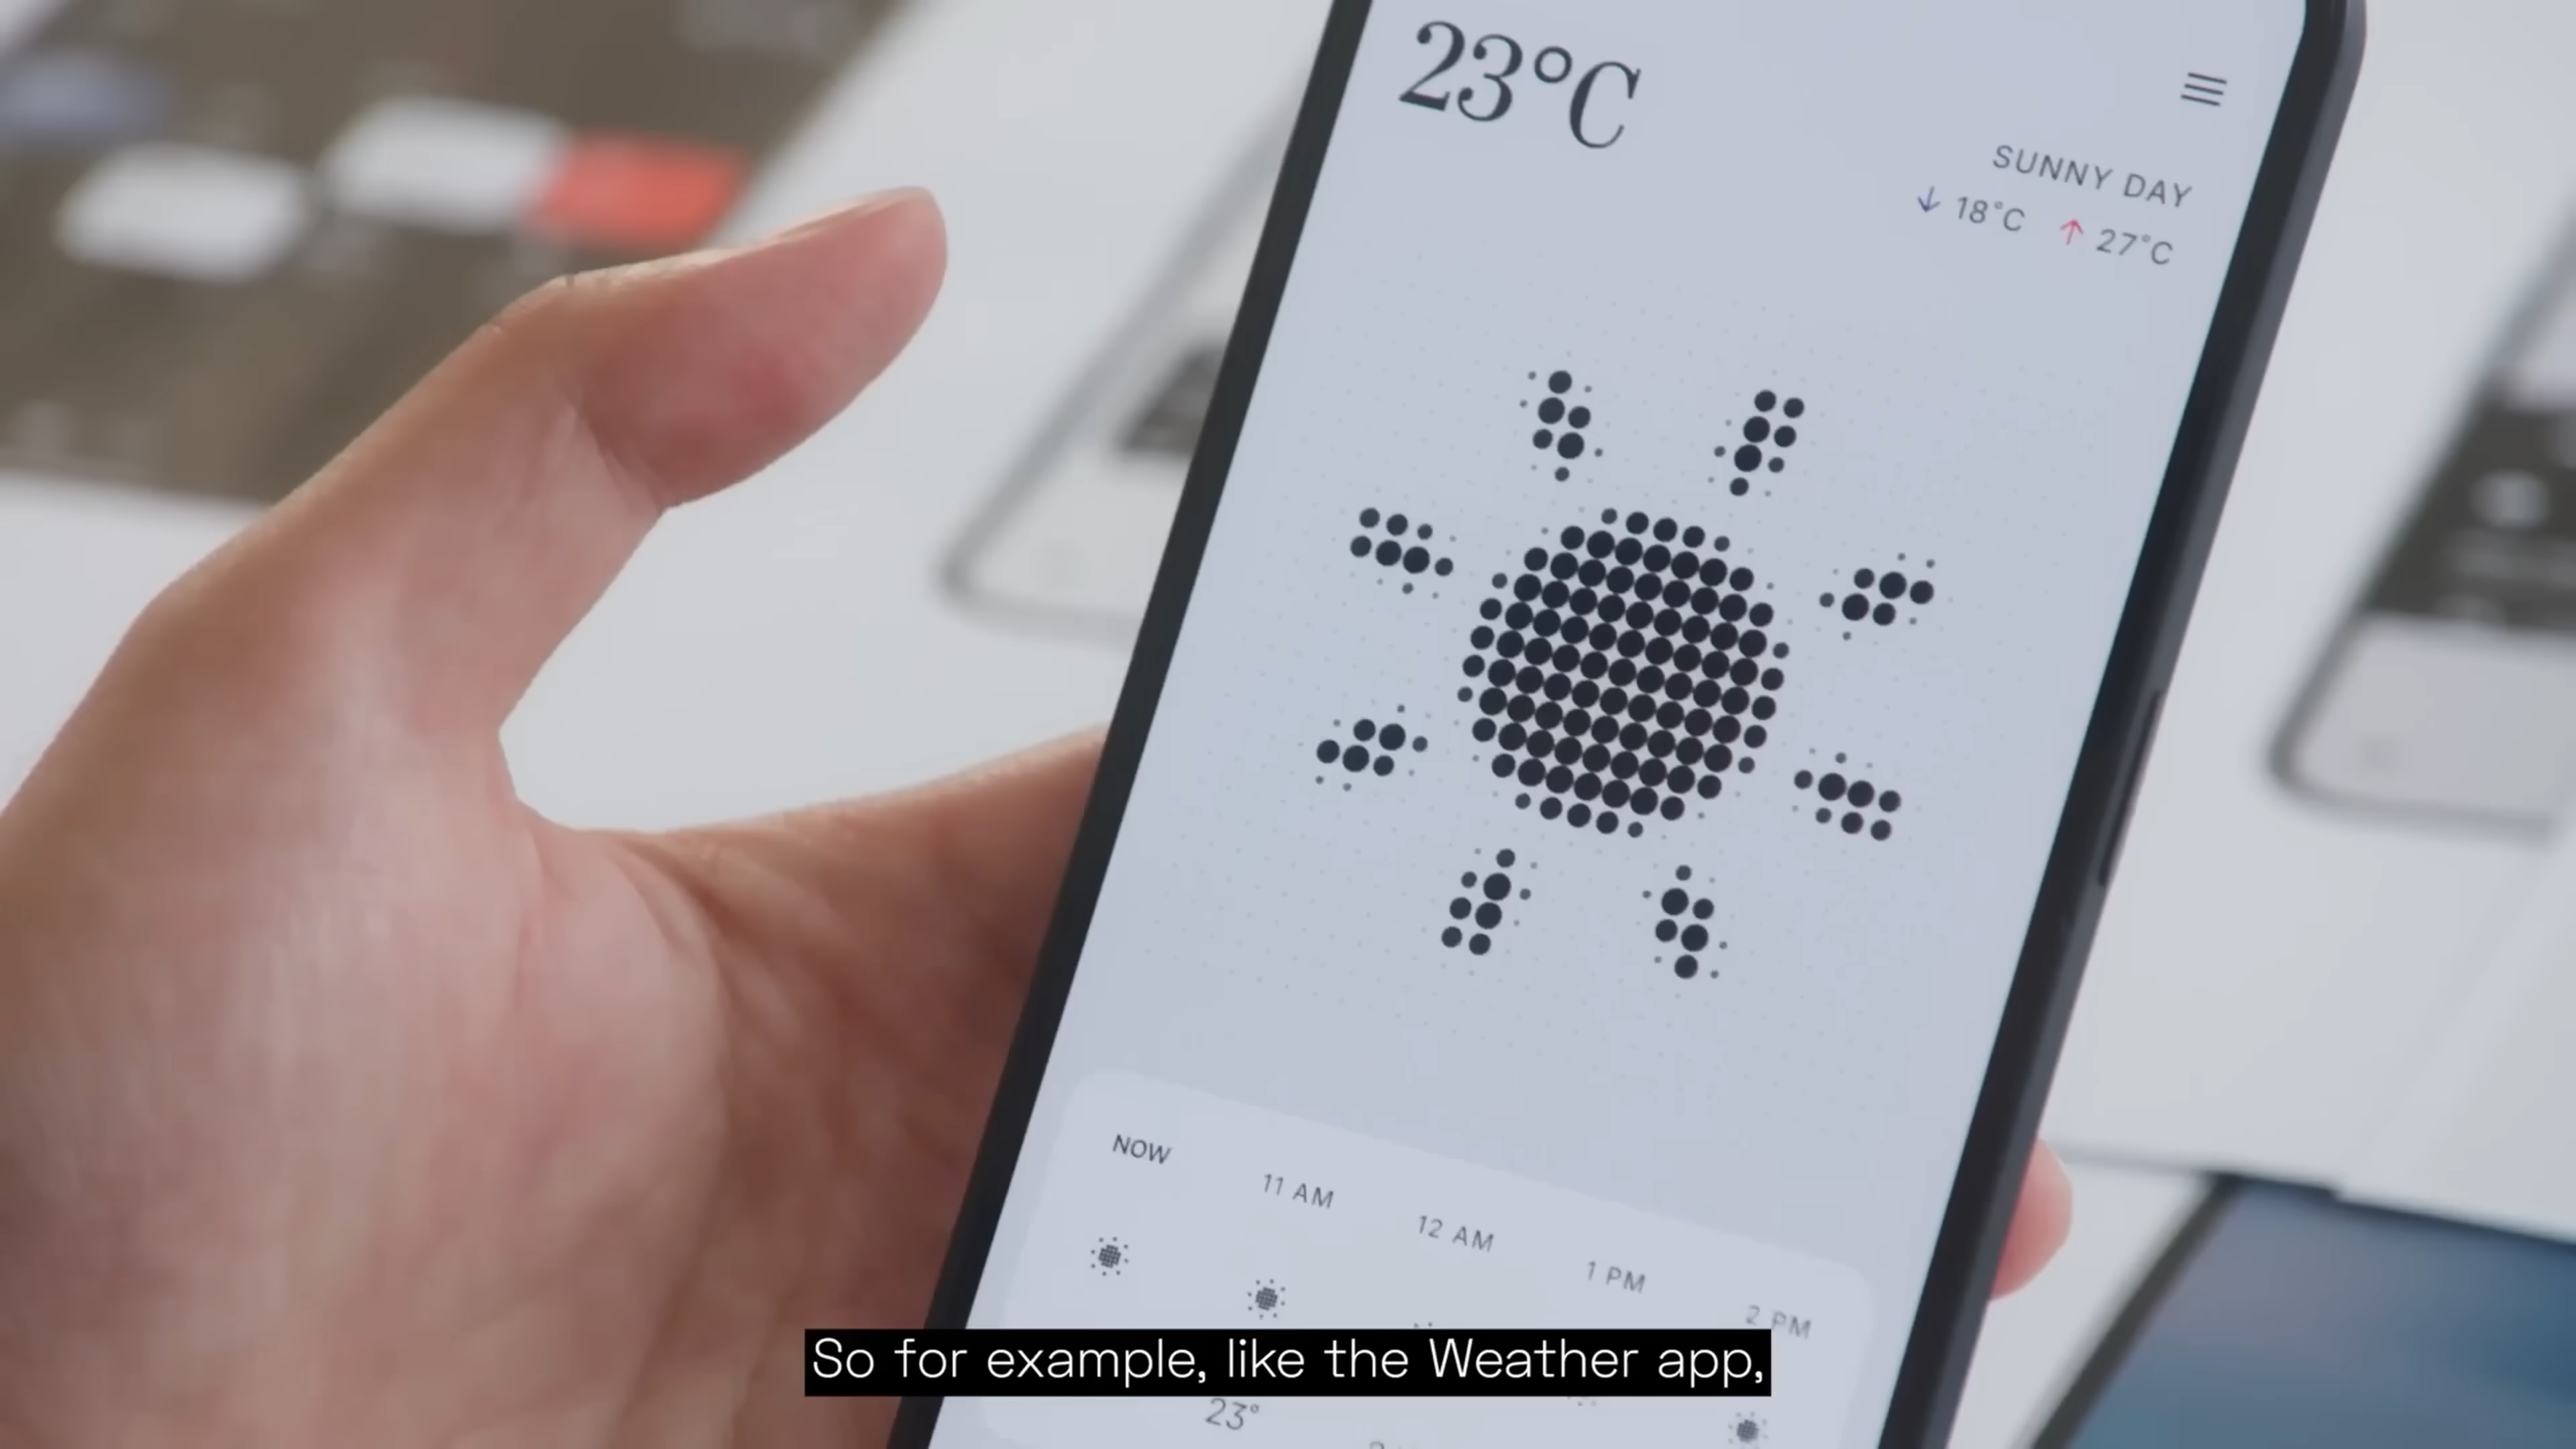 23°C
SUNNY DAY
↓ 18°C ↑ 27°C
NOW 11 AM 12 AM 1 PM 2 PM
So for example, like the Weather app,
23°